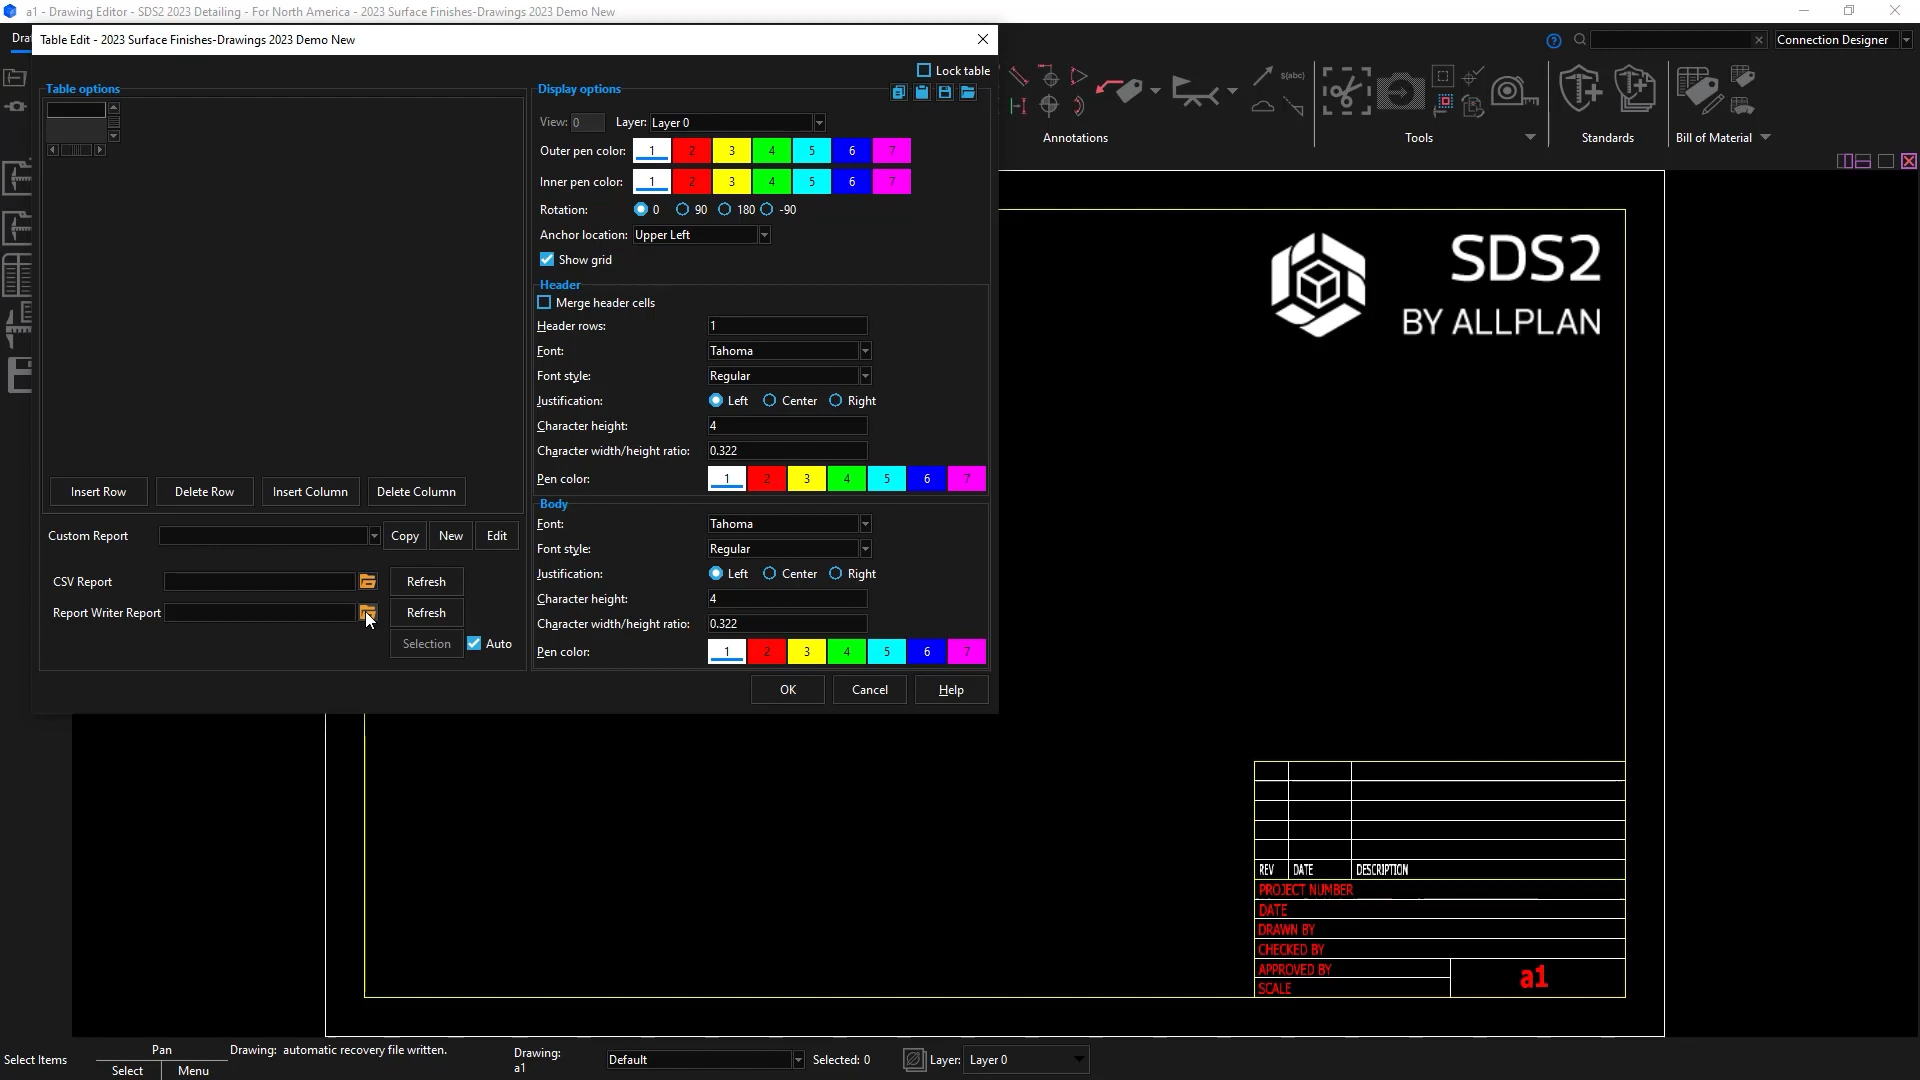 a1 - Drawing Editor - SDS2 2023 Detailing - For North America - 2023 Surface Finishes-Drawings 2023 Demo New
Dra
Table Edit - 2023 Surface Finishes-Drawings 2023 Demo New
Connection Designer
Lock table
Table options
Display options
View: 0 Layer: Layer 0
Outer pen color: 1 2 3 4 5 6 7
Inner pen color: 1 2 3 4 5 6 7
Rotation: 0 90 180 -90
Anchor location: Upper Left
Show grid
Header
Merge header cells
Header rows: 1
Font: Tahoma
Font style: Regular
Justification: Left Center Right
Character height: 4
Character width/height ratio: 0.322
Pen color: 1 2 3 4 5 6 7
Body
Font: Tahoma
Font style: Regular
Justification: Left Center Right
Character height: 4
Character width/height ratio: 0.322
Pen color: 1 2 3 4 5 6 7
Insert Row Delete Row Insert Column Delete Column
Custom Report Copy New Edit
CSV Report Refresh
Report Writer Report Refresh
Selection Auto
OK Cancel Help
${abc}
Annotations
Tools
Standards
Bill of Material
SDS2
BY ALLPLAN
REV DATE DESCRIPTION
PROJECT NUMBER
DATE
DRAWN BY
CHECKED BY
APPROVED BY
SCALE
a1
Select Items
Pan
Select Menu
Drawing: automatic recovery file written.
Drawing:
a1
Default
Selected: 0
Layer: Layer 0